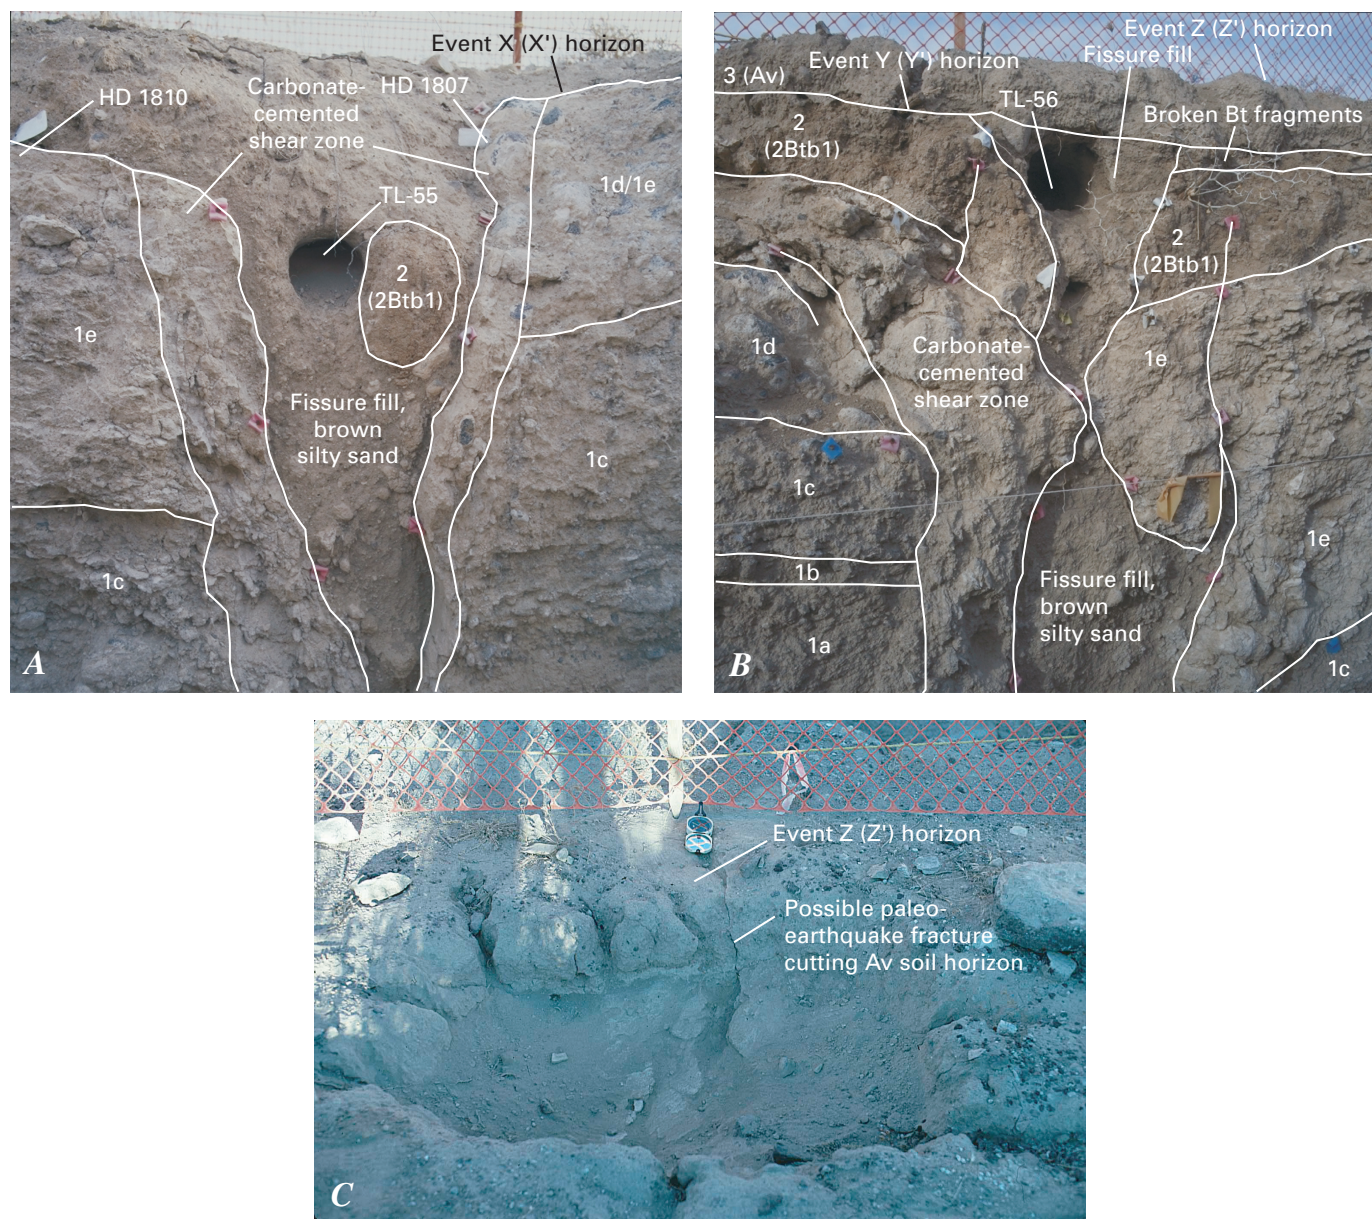 Event X (X') horizon
HD 1810
Carbonate-
cemented
shear zone
HD 1807
TL-55
1d/1e
2
(2Btb1)
1e
Fissure fill,
brown
silty sand
1c
1c
A
Event Z (Z') horizon
Event Y (Y') horizon
Fissure fill
3 (Av)
TL-56
Broken Bt fragments
2
(2Btb1)
2
(2Btb1)
1d
Carbonate-
cemented
shear zone
1e
1c
1e
1b
Fissure fill,
brown
silty sand
1a
1c
B
Event Z (Z') horizon
Possible paleo-
earthquake fracture
cutting Av soil horizon
C